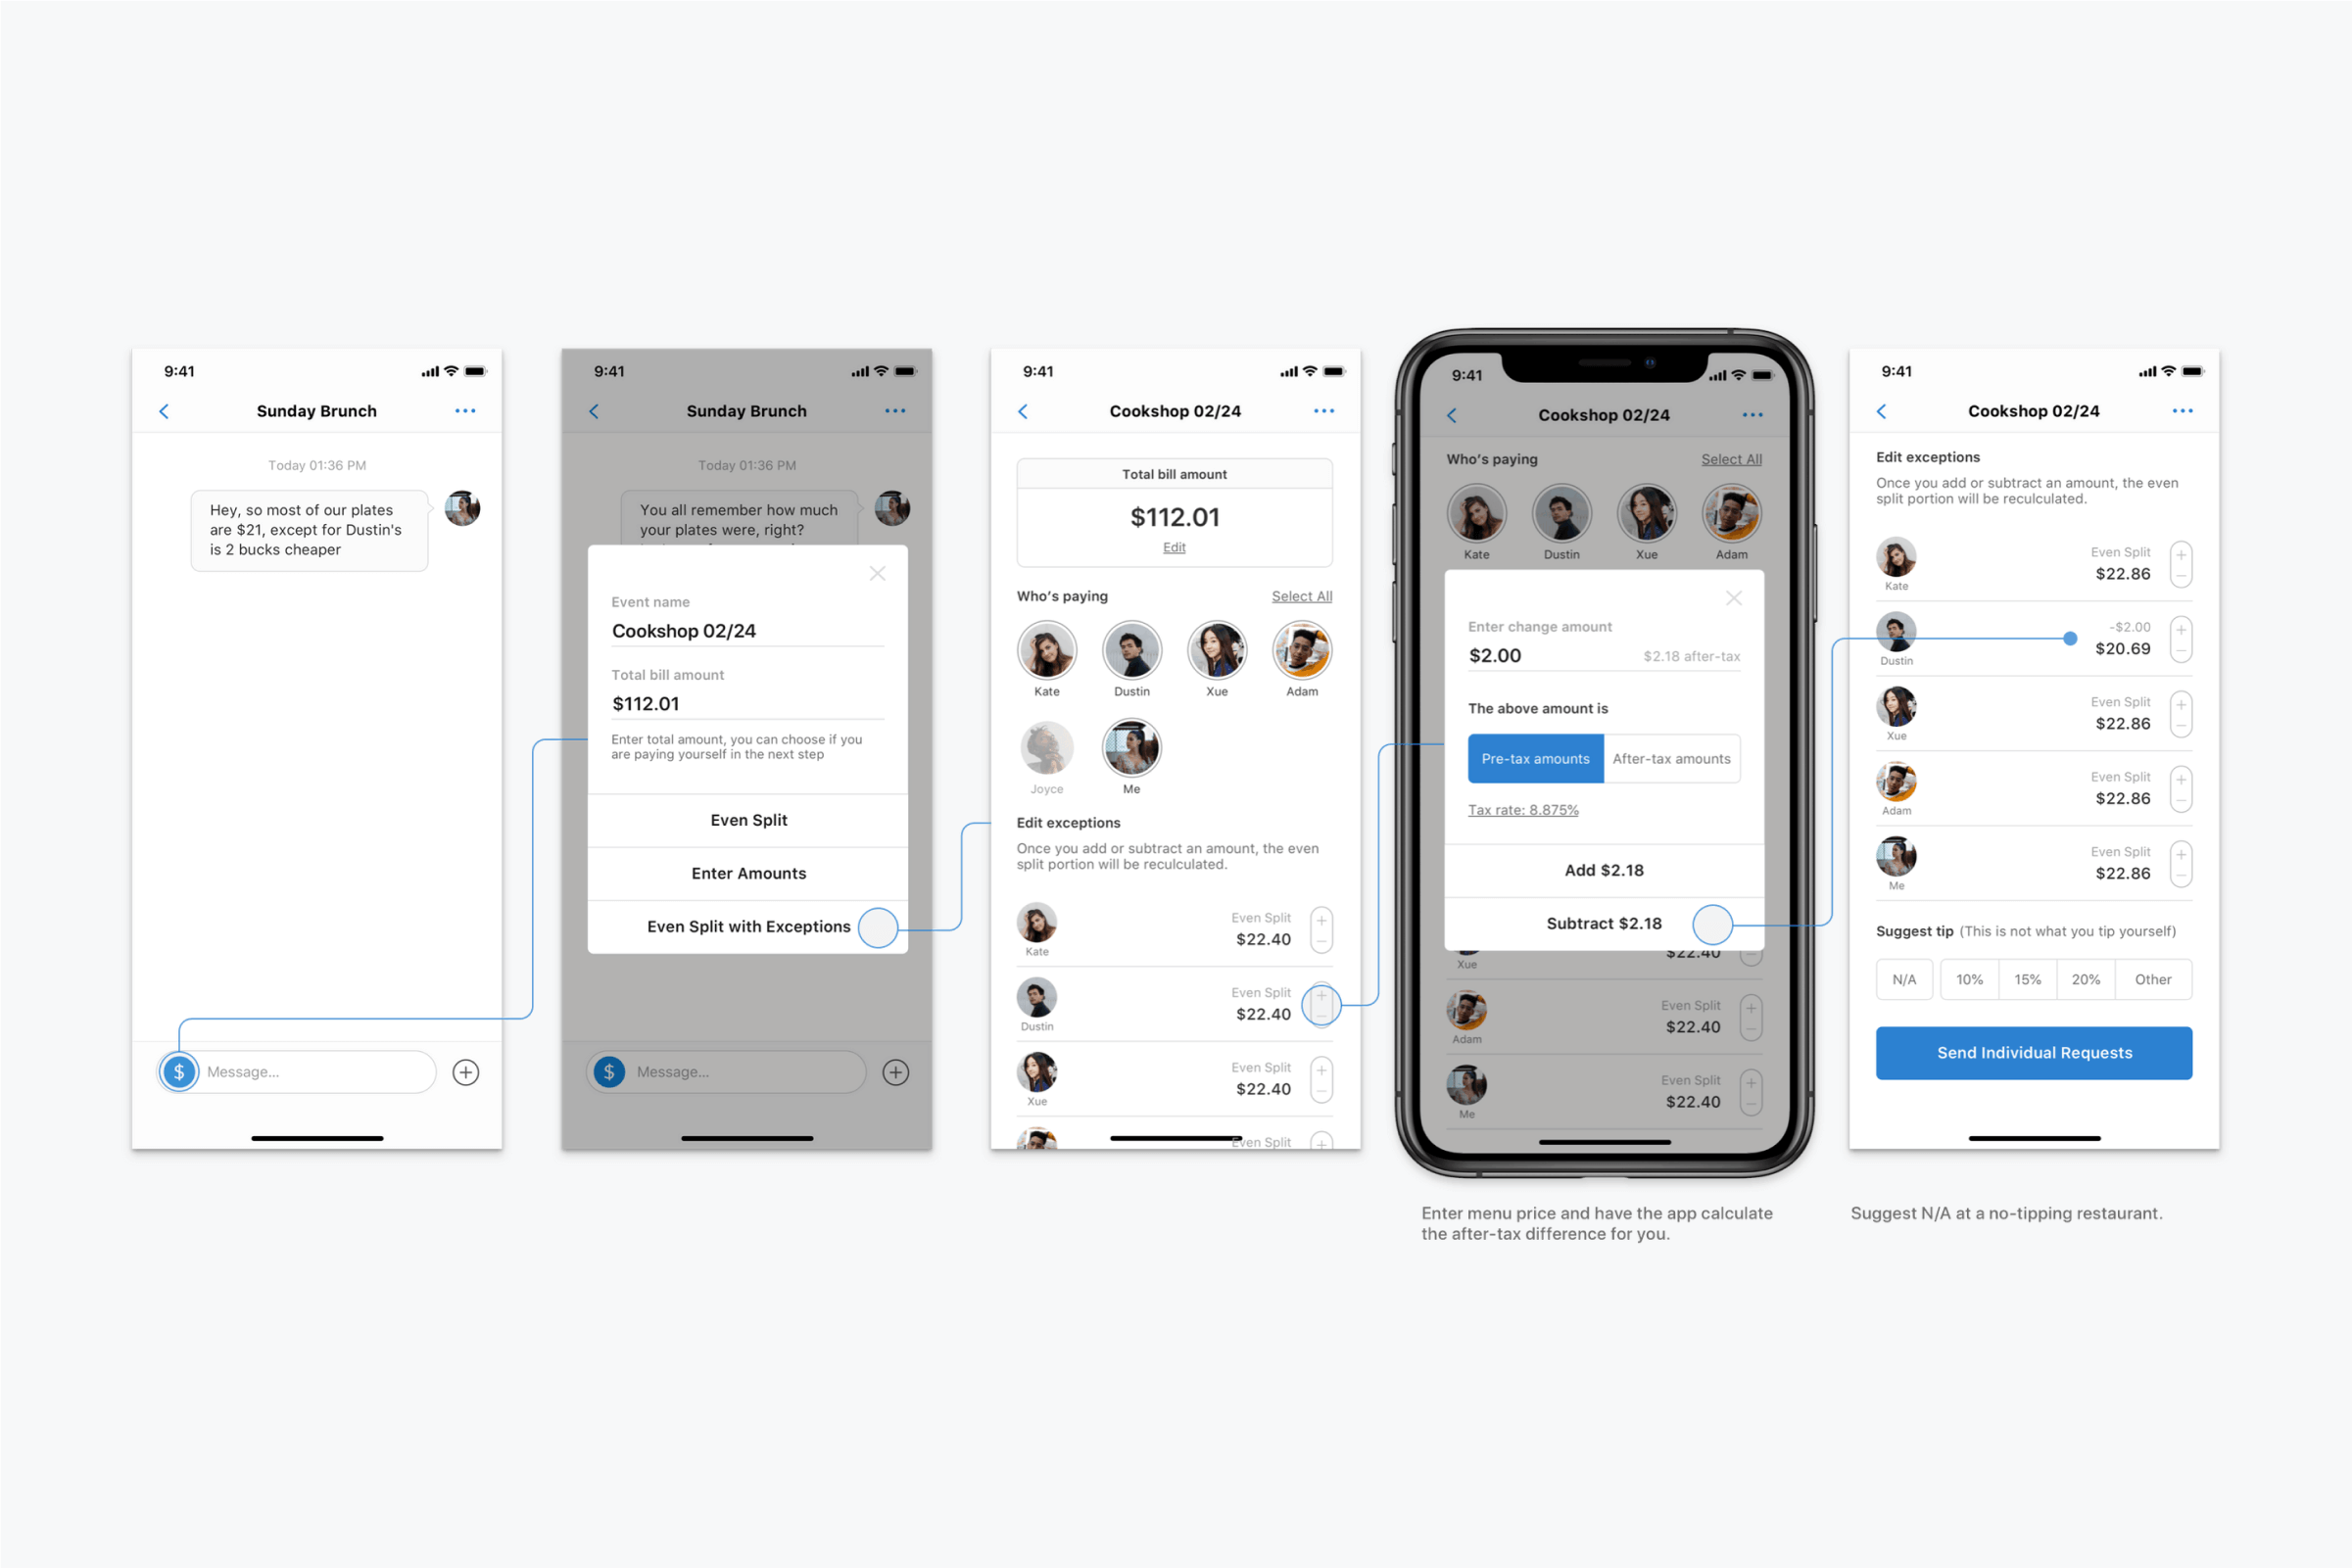 9:41
Sunday Brunch
Today 01:36 PM
Hey, so most of our plates
are $21, except for Dustin's
is 2 bucks cheaper
$
Message...
9:41
Sunday Brunch
Today 01:36 PM
You all remember how much
your plates were, right?
Event name
Cookshop 02/24
Total bill amount
$112.01
Enter total amount, you can choose if you
are paying yourself in the next step
Even Split
Enter Amounts
Even Split with Exceptions
$
Message...
9:41
Cookshop 02/24
Total bill amount
$112.01
Edit
Who's paying
Select All
Kate
Dustin
Xue
Adam
Joyce
Me
Edit exceptions
Once you add or subtract an amount, the even
split portion will be reculculated.
Even Split
$22.40
Kate
Even Split
$22.40
Dustin
Even Split
$22.40
Xue
Even Split
9:41
Cookshop 02/24
Who's paying
Select All
Kate
Dustin
Xue
Adam
Enter change amount
$2.00
$2.18 after-tax
The above amount is
Pre-tax amounts
After-tax amounts
Tax rate: 8.875%
Add $2.18
Subtract $2.18
$22.40
Xue
Even Split
$22.40
Adam
Even Split
$22.40
Me
Enter menu price and have the app calculate
the after-tax difference for you.
9:41
Cookshop 02/24
Edit exceptions
Once you add or subtract an amount, the even
split portion will be reculculated.
Even Split
$22.86
Kate
-$2.00
$20.69
Dustin
Even Split
$22.86
Xue
Even Split
$22.86
Adam
Even Split
$22.86
Me
Suggest tip (This is not what you tip yourself)
N/A
10%
15%
20%
Other
Send Individual Requests
Suggest N/A at a no-tipping restaurant.